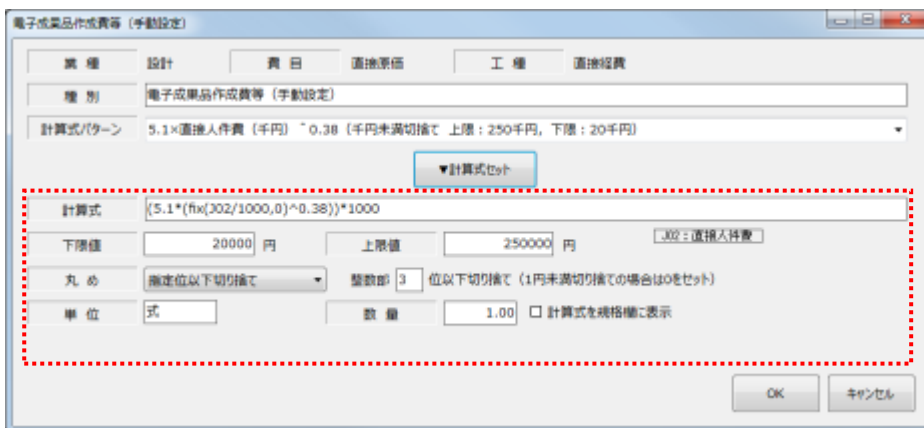 電子成果品作成費等（手動設定）
業 種 設計 費 目 直接原価 工 種 直接経費
種 別 電子成果品作成費等（手動設定）
計算式パターン 5.1×直接人件費（千円）＾0.38（千円未満切捨て 上限：250千円，下限：20千円）
▼計算式セット
計算式 (5.1*(fix(J02/1000,0)^0.38))*1000
下限値 20000 円 上限値 250000 円 J02：直接人件費
丸 め 指定位以下切り捨て 整数部 3 位以下切り捨て（1円未満切り捨ての場合は0をセット）
単 位 式 数 量 1.00 計算式を規格欄に表示
OK キャンセル